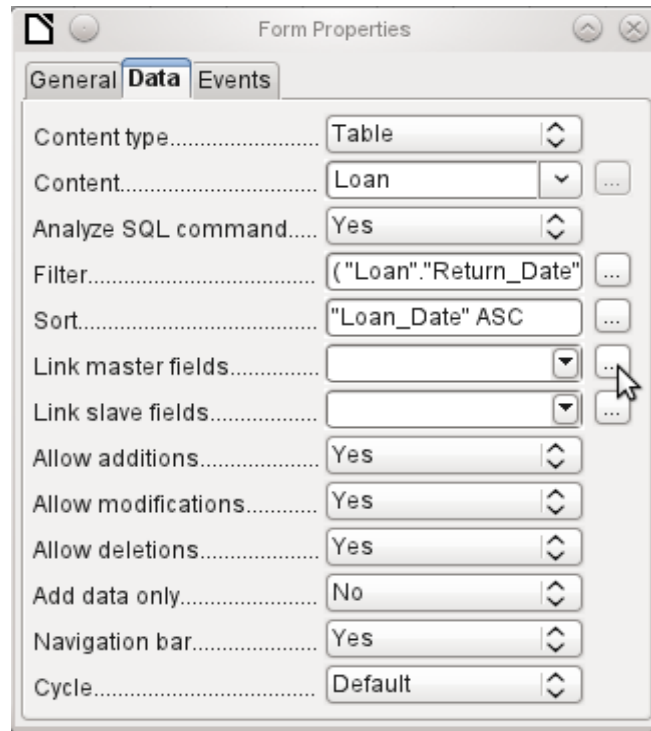 Form Properties
General Data Events
Content type........................ Table
Content................................ Loan ...
Analyze SQL command..... Yes
Filter.................................... ( "Loan"."Return_Date" ...
Sort...................................... "Loan_Date" ASC ...
Link master fields............... ...
Link slave fields................. ...
Allow additions................... Yes
Allow modifications............ Yes
Allow deletions................... Yes
Add data only..................... No
Navigation bar.................... Yes
Cycle................................... Default